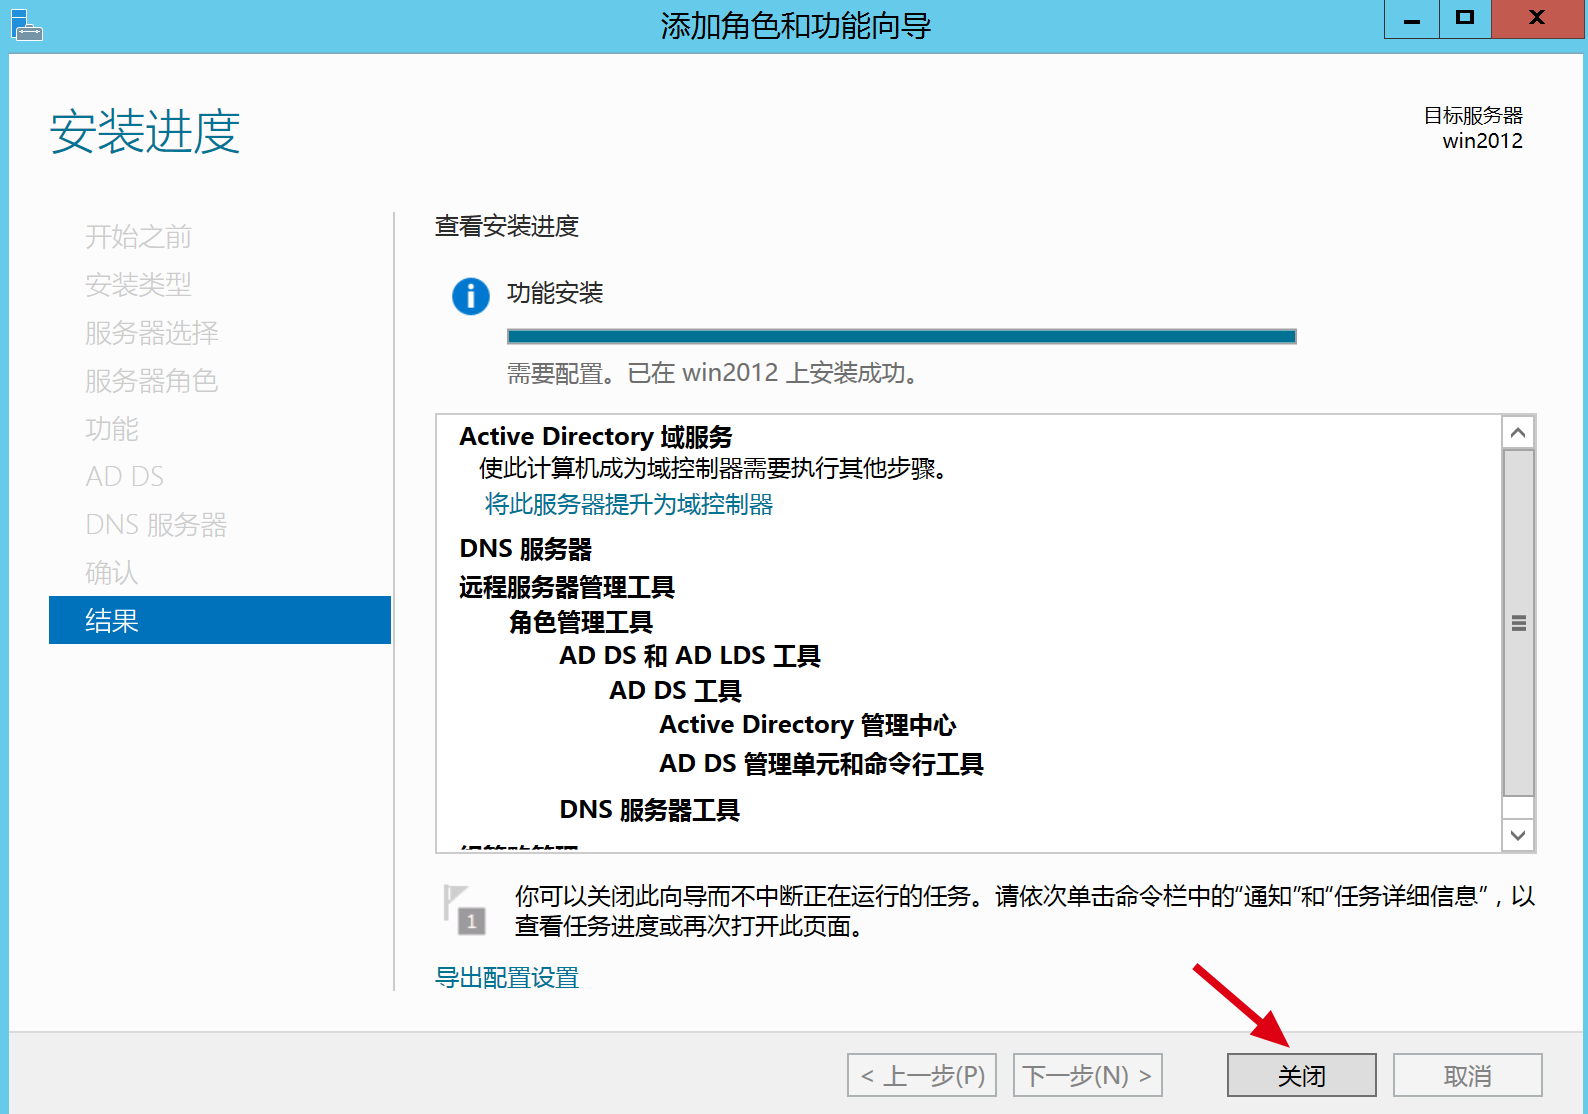 添加角色和功能向导
安装进度
目标服务器
win2012
开始之前
安装类型
服务器选择
服务器角色
功能
AD DS
DNS 服务器
确认
结果
查看安装进度
功能安装
需要配置。已在 win2012 上安装成功。
Active Directory 域服务
使此计算机成为域控制器需要执行其他步骤。
将此服务器提升为域控制器
DNS 服务器
远程服务器管理工具
角色管理工具
AD DS 和 AD LDS 工具
AD DS 工具
Active Directory 管理中心
AD DS 管理单元和命令行工具
DNS 服务器工具
1
你可以关闭此向导而不中断正在运行的任务。请依次单击命令栏中的“通知”和“任务详细信息”，以
查看任务进度或再次打开此页面。
导出配置设置
< 上一步(P)
下一步(N) >
关闭
取消